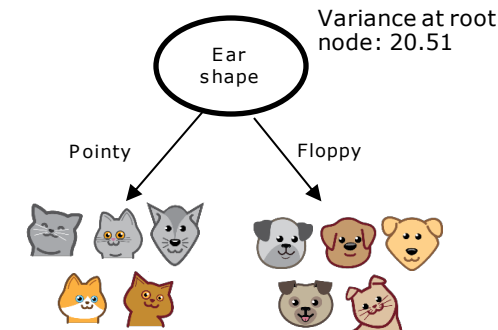 Variance at root
node: 20.51
Ear
shape
Pointy
Floppy